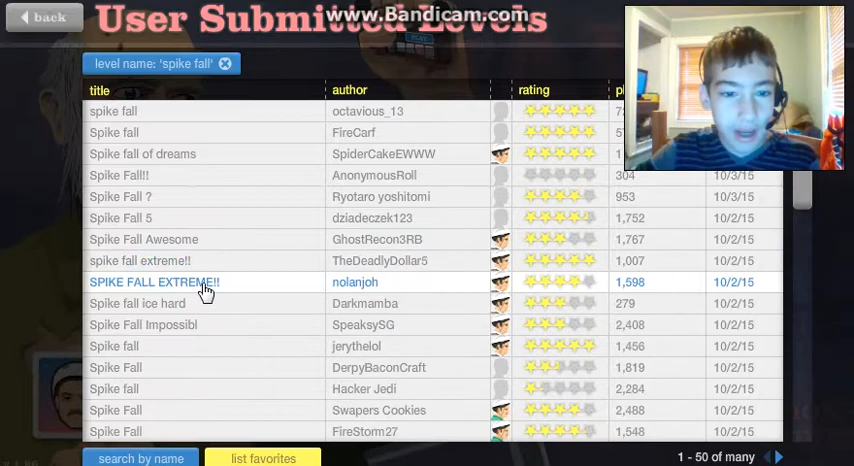 back
User Submitted Levels
www.Bandicam.com
level name: 'spike fall'
title author rating
spike fall octavious_13
Spike fall FireCarf
Spike fall of dreams SpiderCakeEWWW
Spike Fall!! AnonymousRoll 304 10/3/15
Spike Fall ? Ryotaro yoshitomi 953 10/2/15
Spike Fall 5 dziadeczek123 1,752 10/2/15
Spike Fall Awesome GhostRecon3RB 1,767 10/2/15
spike fall extreme!! TheDeadlyDollar5 1,007 10/2/15
SPIKE FALL EXTREME!! nolanjoh 1,598 10/2/15
Spike fall ice hard Darkmamba 279 10/2/15
Spike Fall Impossibl SpeaksySG 2,408 10/2/15
Spike fall jerythelol 1,456 10/2/15
Spike Fall DerpyBaconCraft 1,819 10/2/15
Spike Fall Hacker Jedi 2,284 10/2/15
Spike Fall Swapers Cookies 2,488 10/2/15
Spike Fall FireStorm27 1,548 10/2/15
search by name list favorites 1 - 50 of many